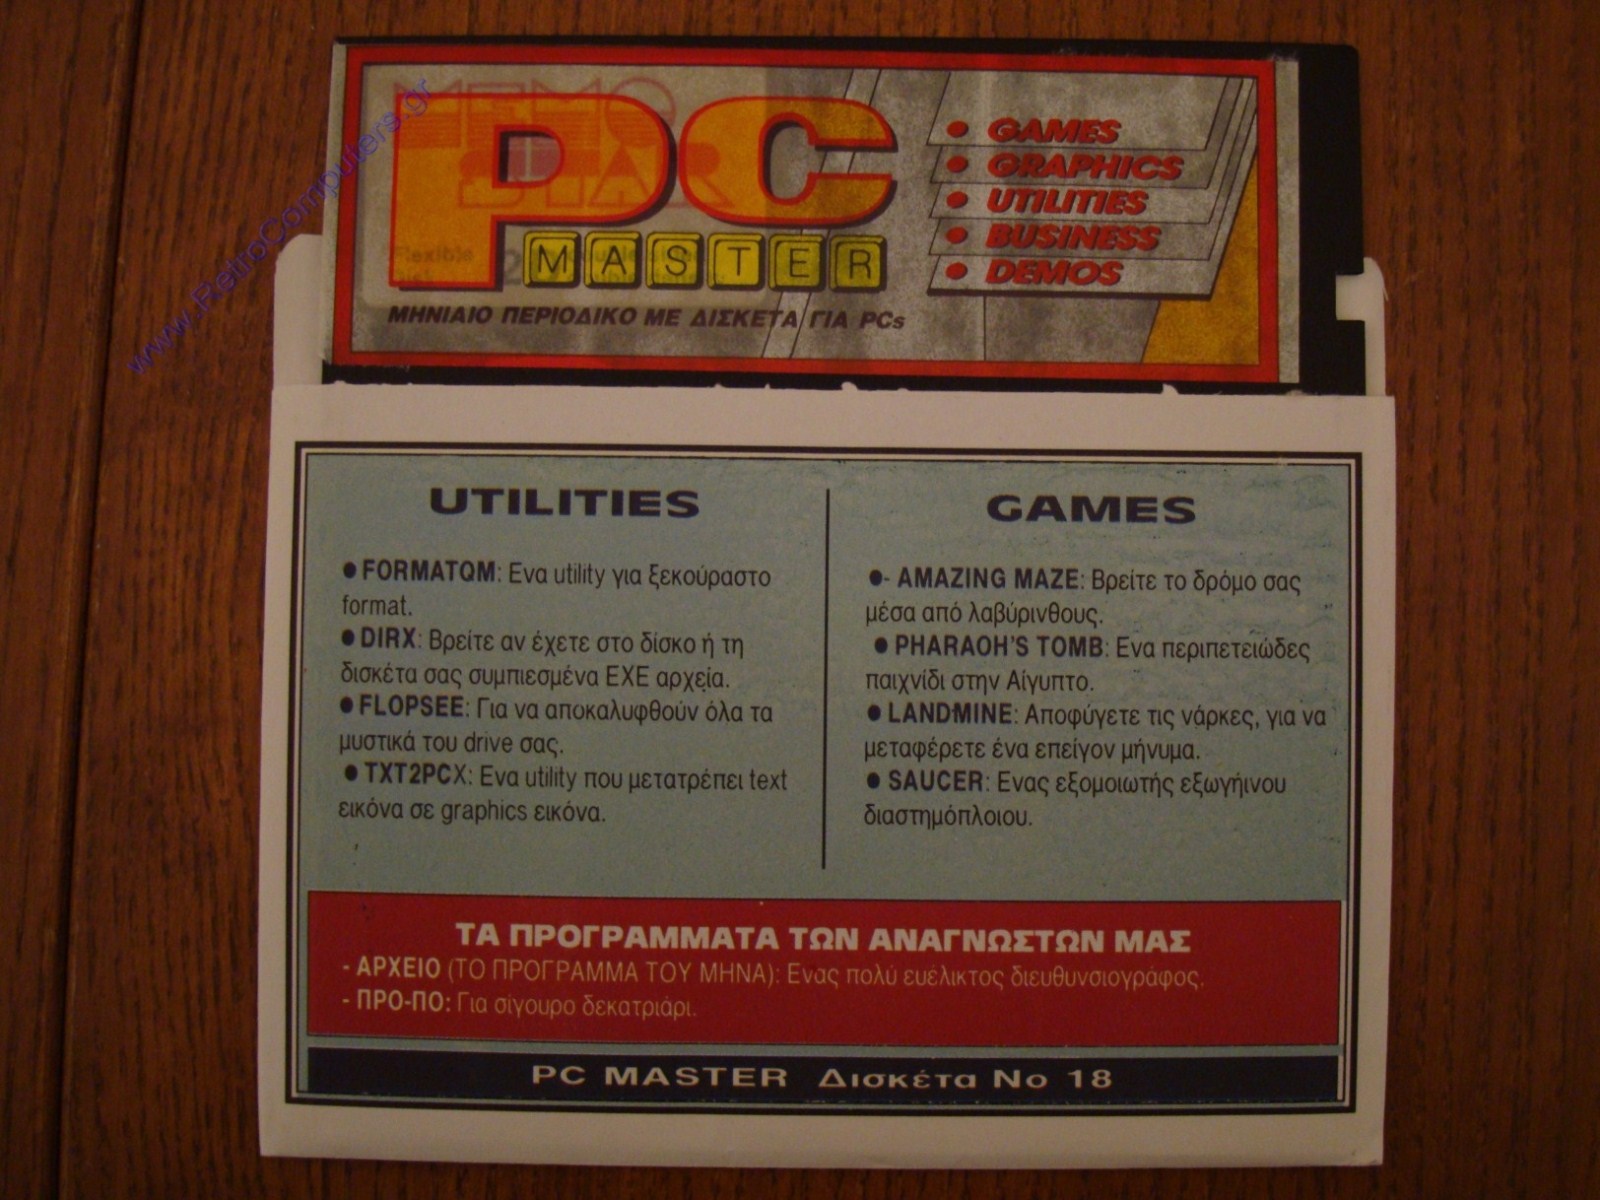 www.RetroComputers.gr
MEMO
STAR
PC
MASTER
Flexible
ΜΗΝΙΑΙΟ ΠΕΡΙΟΔΙΚΟ ΜΕ ΔΙΣΚΕΤΑ ΓΙΑ PCs
• GAMES
• GRAPHICS
• UTILITIES
• BUSINESS
• DEMOS
UTILITIES
● FORMATQM: Ενα utility για ξεκούραστο
format.
● DIRX: Βρείτε αν έχετε στο δίσκο ή τη
δισκέτα σας συμπιεσμένα EXE αρχεία.
● FLOPSEE: Για να αποκαλυφθούν όλα τα
μυστικά του drive σας.
● TXT2PCX: Ενα utility που μετατρέπει text
εικόνα σε graphics εικόνα.
GAMES
●- AMAZING MAZE: Βρείτε το δρόμο σας
μέσα από λαβύρινθους.
● PHARAOH'S TOMB: Ενα περιπετειώδες
παιχνίδι στην Αίγυπτο.
● LANDMINE: Αποφύγετε τις νάρκες, για να
μεταφέρετε ένα επείγον μήνυμα.
● SAUCER: Ενας εξομοιωτής εξωγήινου
διαστημόπλοιου.
ΤΑ ΠΡΟΓΡΑΜΜΑΤΑ ΤΩΝ ΑΝΑΓΝΩΣΤΩΝ ΜΑΣ
- ΑΡΧΕΙΟ (ΤΟ ΠΡΟΓΡΑΜΜΑ ΤΟΥ ΜΗΝΑ): Ενας πολύ ευέλικτος διευθυνσιογράφος.
- ΠΡΟ-ΠΟ: Για σίγουρο δεκατριάρι.
PC MASTER Δισκέτα Νο 18